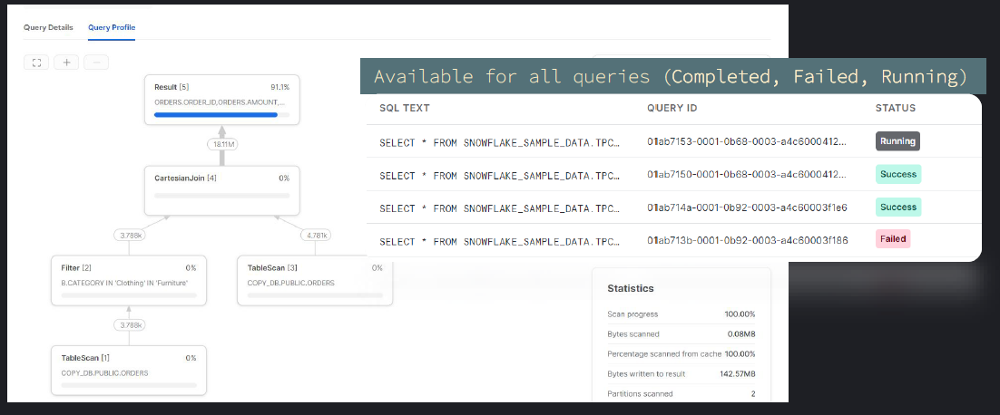 Query Details Query Profile
Available for all queries (Completed, Failed, Running)
Result [5] 91.1%
ORDERS.ORDER_ID,ORDERS.AMOUNT,...
18.11M
CartesianJoin [4] 0%
3.788k 4.781k
Filter [2] 0%
B.CATEGORY IN 'Clothing' IN 'Furniture'
TableScan [3] 0%
COPY_DB.PUBLIC.ORDERS
3.788k
TableScan [1] 0%
COPY_DB.PUBLIC.ORDERS
SQL TEXT QUERY ID STATUS
SELECT * FROM SNOWFLAKE_SAMPLE_DATA.TPC... 01ab7153-0001-0b68-0003-a4c6000412... Running
SELECT * FROM SNOWFLAKE_SAMPLE_DATA.TPC... 01ab7150-0001-0b68-0003-a4c6000412... Success
SELECT * FROM SNOWFLAKE_SAMPLE_DATA.TPC... 01ab714a-0001-0b92-0003-a4c60003f1e6 Success
SELECT * FROM SNOWFLAKE_SAMPLE_DATA.TPC... 01ab713b-0001-0b92-0003-a4c60003f186 Failed
Statistics
Scan progress 100.00%
Bytes scanned 0.08MB
Percentage scanned from cache 100.00%
Bytes written to result 142.57MB
Partitions scanned 2